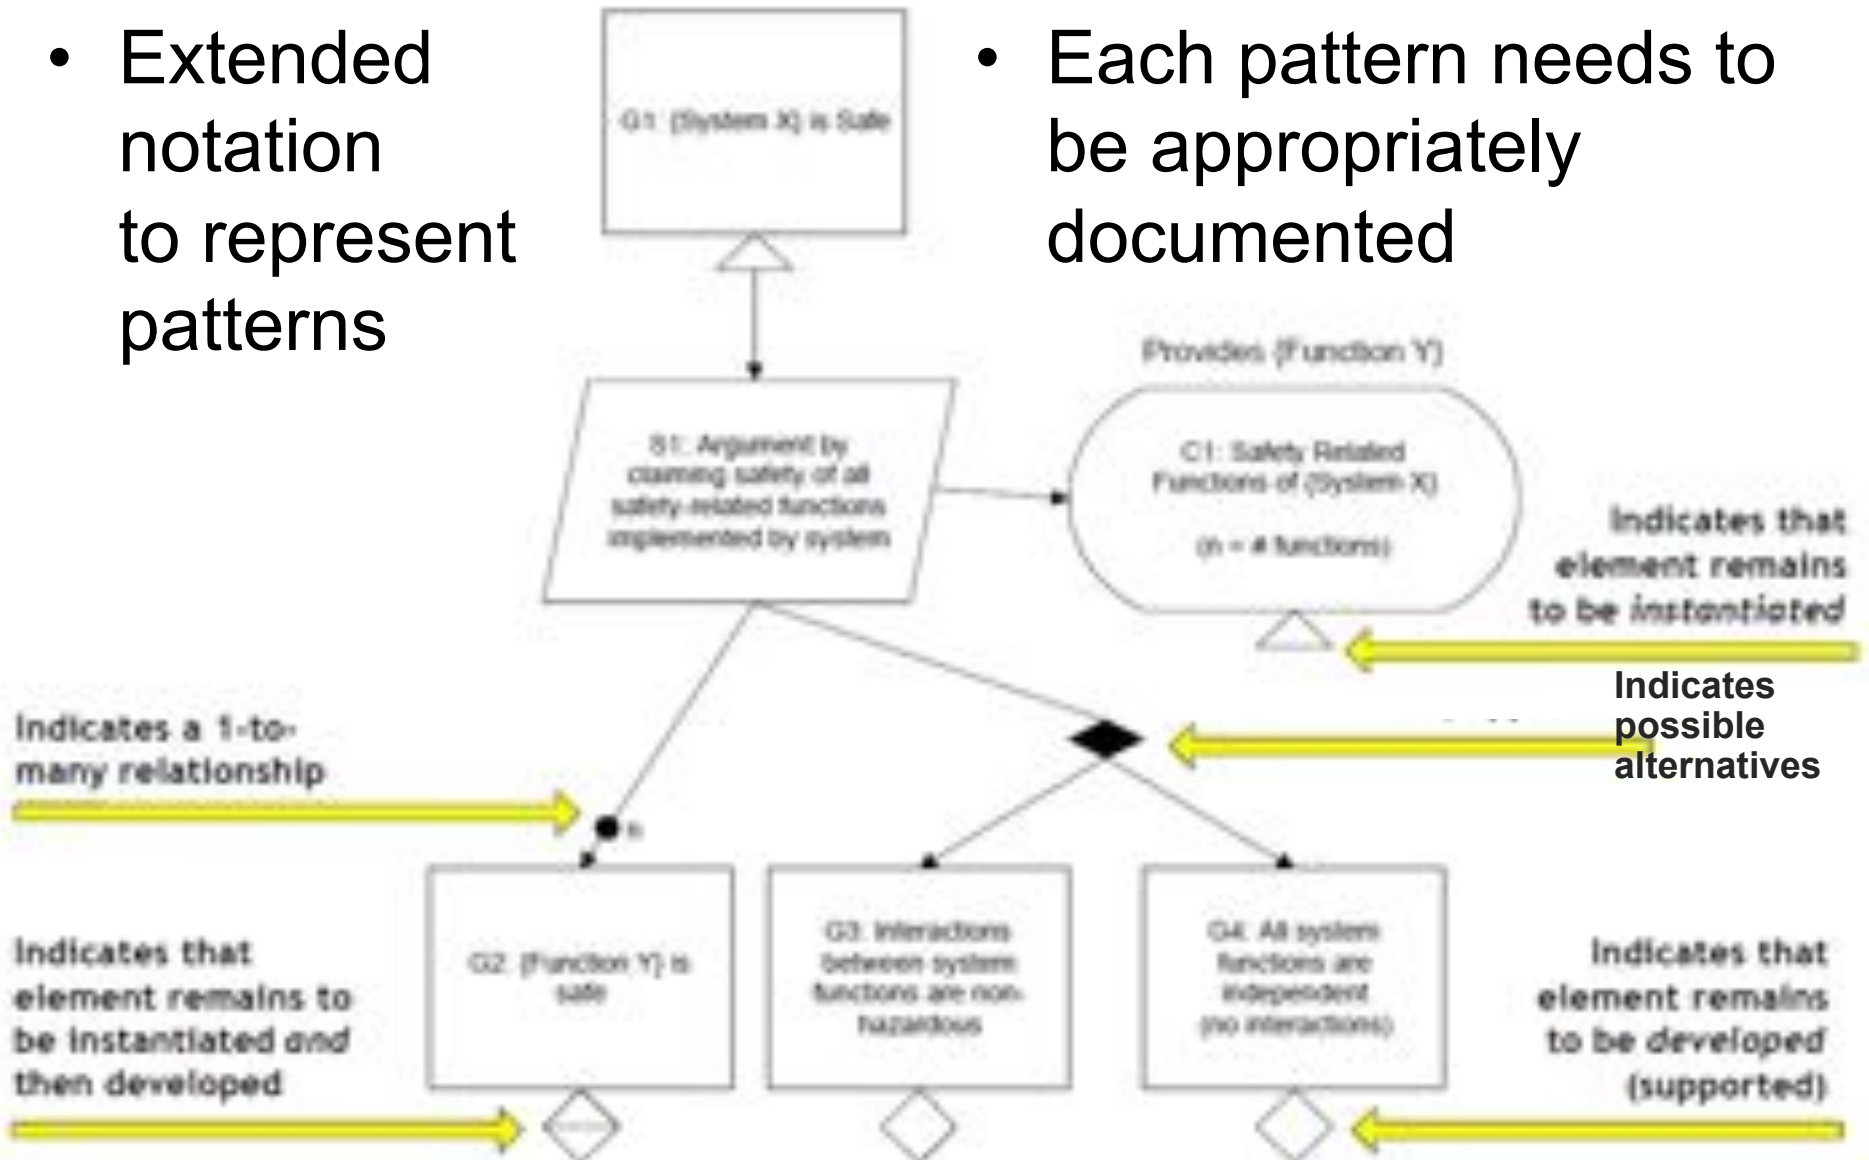 • Extended
notation
to represent
patterns
• Each pattern needs to
be appropriately
documented
G1: {System X} is Safe
Provides {Function Y}
S1: Argument by
claiming safety of all
safety-related functions
implemented by system
C1: Safety Related
Functions of {System X}
(n = # functions)
Indicates that
element remains
to be instantiated
Indicates
possible
alternatives
Indicates a 1-to-
many relationship
n
Indicates that
element remains to
be instantiated and
then developed
G2: {Function Y} is
safe
G3: Interactions
between system
functions are non-
hazardous
G4: All system
functions are
independent
(no interactions)
Indicates that
element remains
to be developed
(supported)